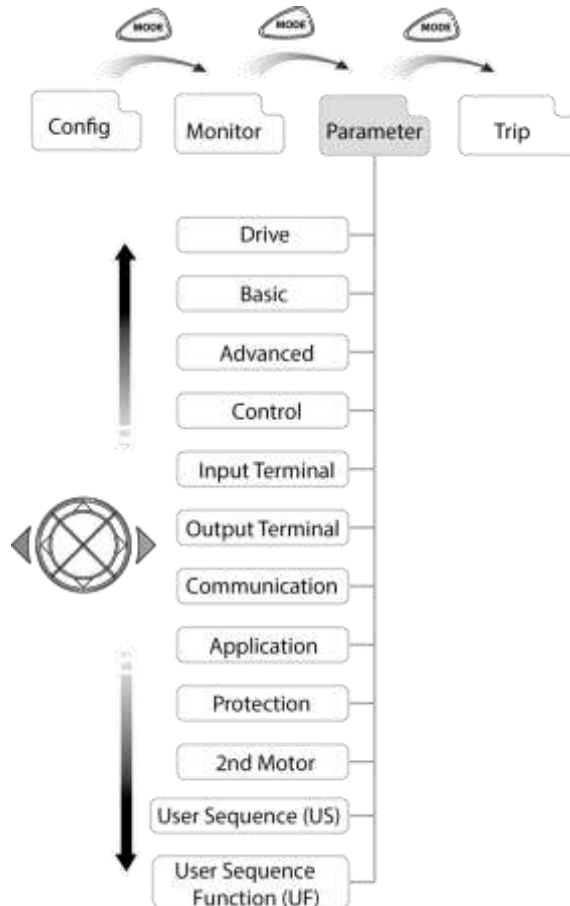 MODE MODE MODE
Config Monitor Parameter Trip
Drive
Basic
Advanced
Control
Input Terminal
Output Terminal
Communication
Application
Protection
2nd Motor
User Sequence (US)
User Sequence
Function (UF)